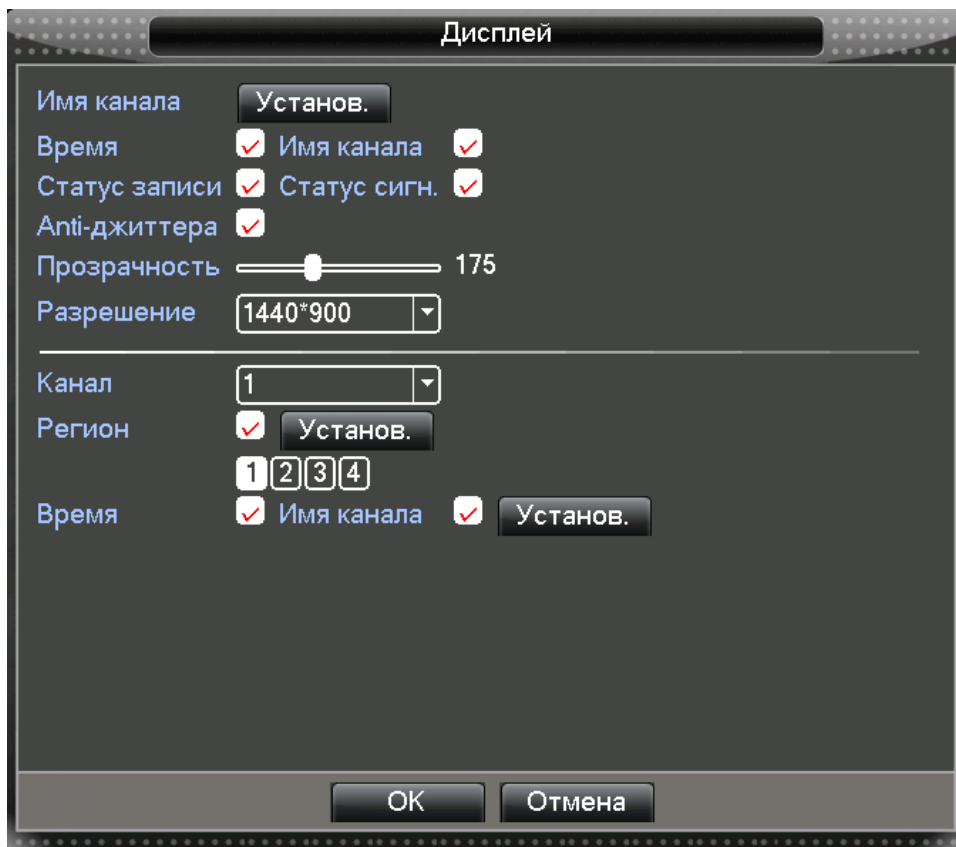 Дисплей
Имя канала Установ.
Время Имя канала
Статус записи Статус сигн.
Anti-джиттера
Прозрачность 175
Разрешение 1440*900
Канал 1
Регион Установ.
1 2 3 4
Время Имя канала Установ.
OK Отмена